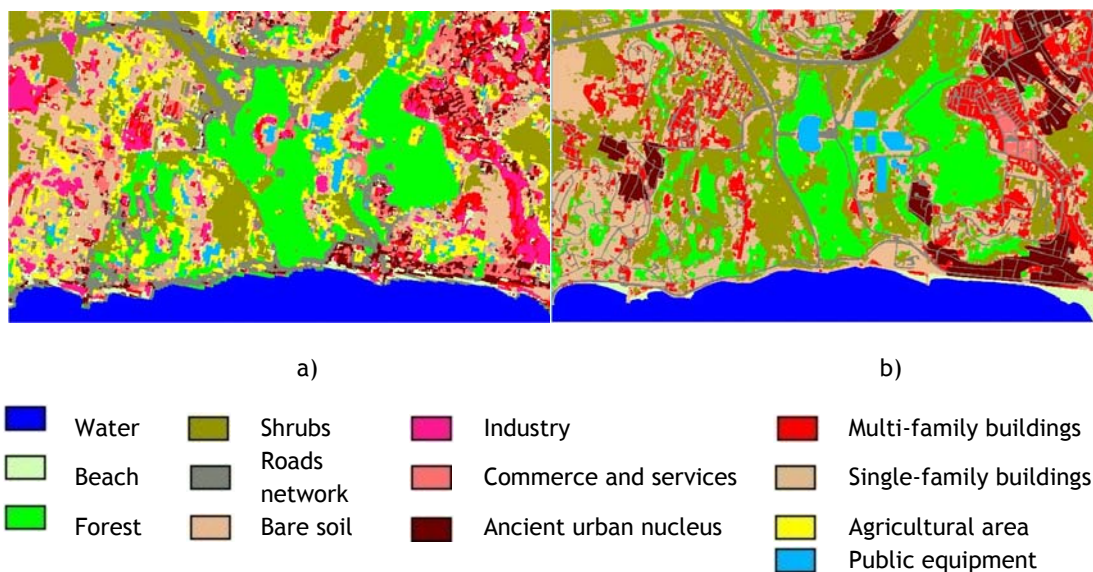 a)
b)
Water
Shrubs
Industry
Multi-family buildings
Beach
Roads
network
Commerce and services
Single-family buildings
Forest
Bare soil
Ancient urban nucleus
Agricultural area
Public equipment